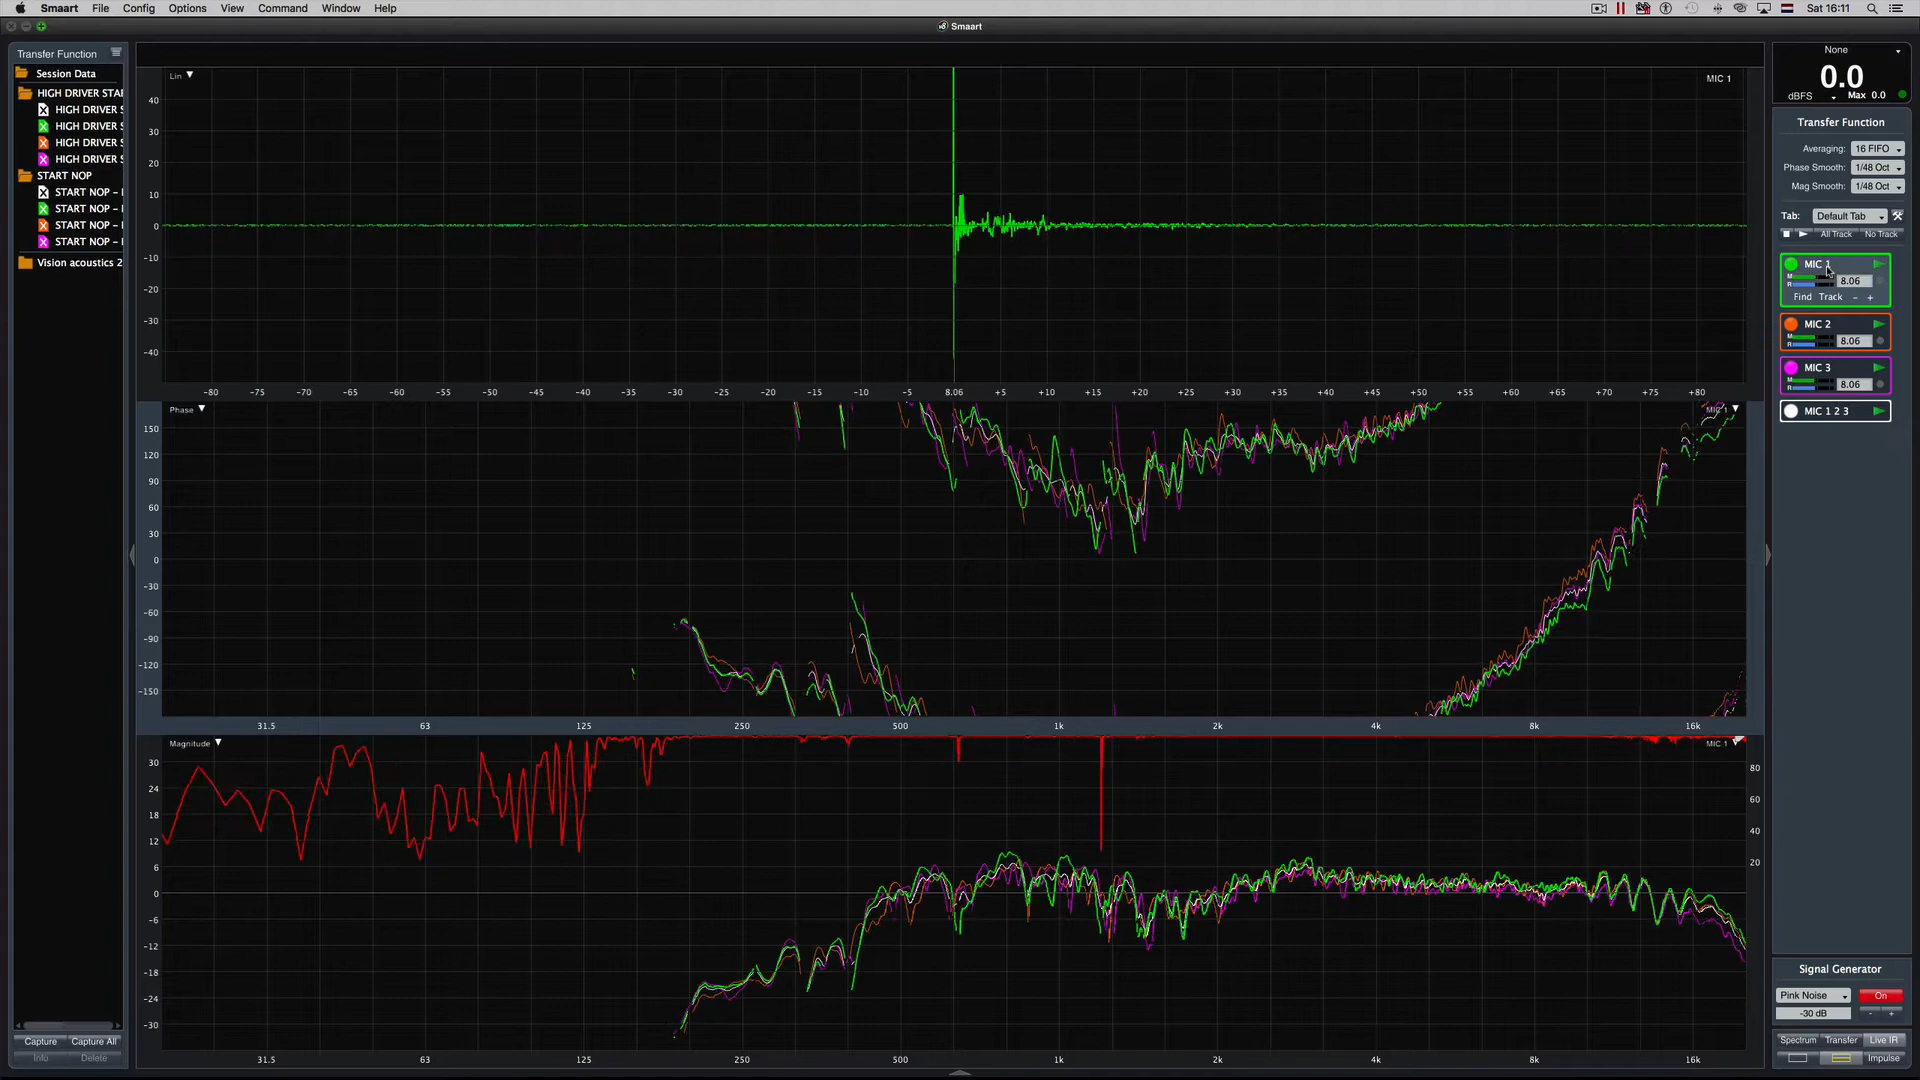 Smaart File Config Options View Command Window Help
Sat 16:11
Smaart
Transfer Function
Session Data
HIGH DRIVER STAR
HIGH DRIVER S
HIGH DRIVER S
HIGH DRIVER S
HIGH DRIVER S
START NOP
START NOP –
START NOP –
START NOP –
START NOP –
Vision acoustics 2
Capture Capture All
Info Delete
Lin
MIC 1
40
30
20
10
0
-10
-20
-30
-40
-80 -75 -70 -65 -60 -55 -50 -45 -40 -35 -30 -25 -20 -15 -10 -5 8.06 +5 +10 +15 +20 +25 +30 +35 +40 +45 +50 +55 +60 +65 +70 +75 +80
Phase
MIC 1
150
120
90
60
30
0
-30
-60
-90
-120
-150
31.5 63 125 250 500 1k 2k 4k 8k 16k
Magnitude
MIC 1
30
24
18
12
6
0
-6
-12
-18
-24
-30
80
60
40
20
31.5 63 125 250 500 1k 2k 4k 8k 16k
None
0.0
dBFS Max 0.0
Transfer Function
Averaging: 16 FIFO
Phase Smooth: 1/48 Oct
Mag Smooth: 1/48 Oct
Tab: Default Tab
All Track No Track
MIC 1
M
R 8.06
Find Track - +
MIC 2
M
R 8.06
MIC 3
M
R 8.06
MIC 1 2 3
Signal Generator
Pink Noise On
-30 dB - +
Spectrum Transfer Live IR
Impulse